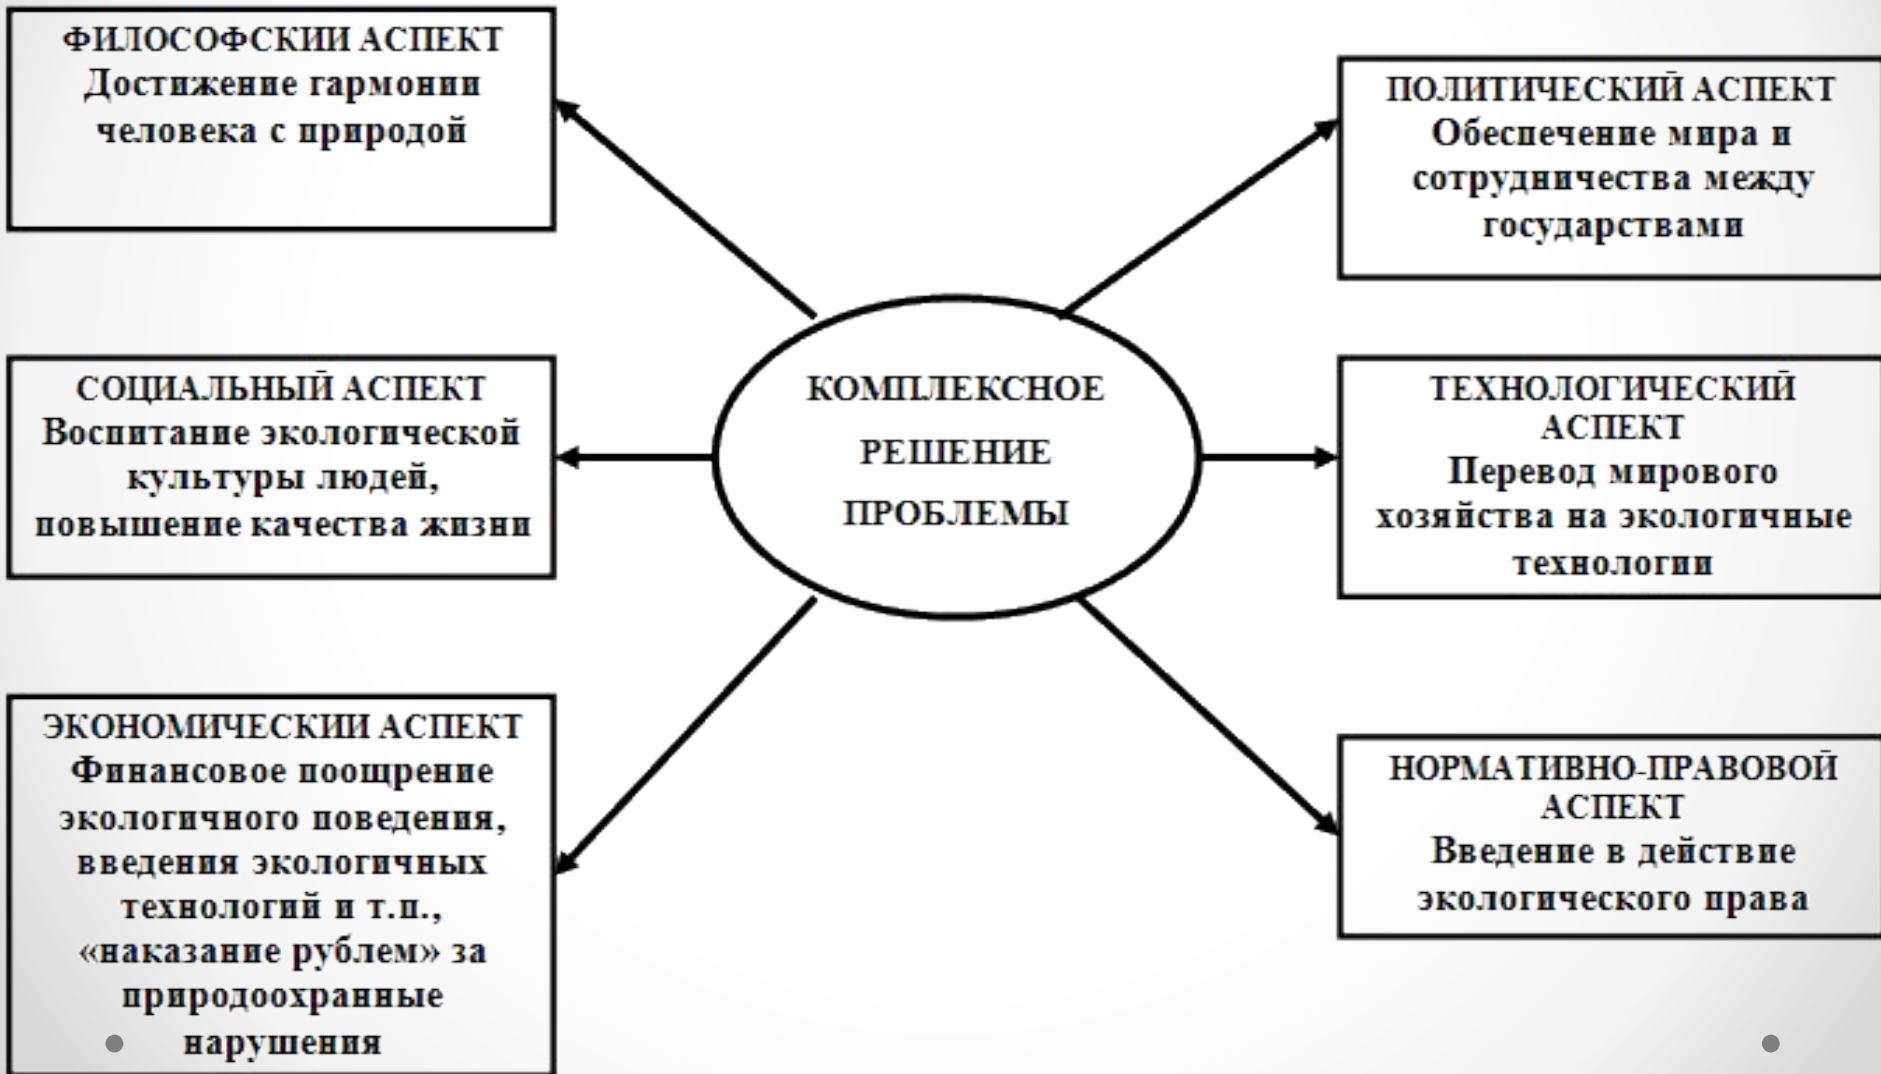 ФИЛОСОФСКИЙ АСПЕКТ
Достижение гармонии
человека с природой
СОЦИАЛЬНЫЙ АСПЕКТ
Воспитание экологической
культуры людей,
повышение качества жизни
ЭКОНОМИЧЕСКИЙ АСПЕКТ
Финансовое поощрение
экологичного поведения,
введения экологичных
технологий и т.п.,
«наказание рублем» за
природоохранные
нарушения
КОМПЛЕКСНОЕ
РЕШЕНИЕ
ПРОБЛЕМЫ
ПОЛИТИЧЕСКИЙ АСПЕКТ
Обеспечение мира и
сотрудничества между
государствами
ТЕХНОЛОГИЧЕСКИЙ
АСПЕКТ
Перевод мирового
хозяйства на экологичные
технологии
НОРМАТИВНО-ПРАВОВОЙ
АСПЕКТ
Введение в действие
экологического права